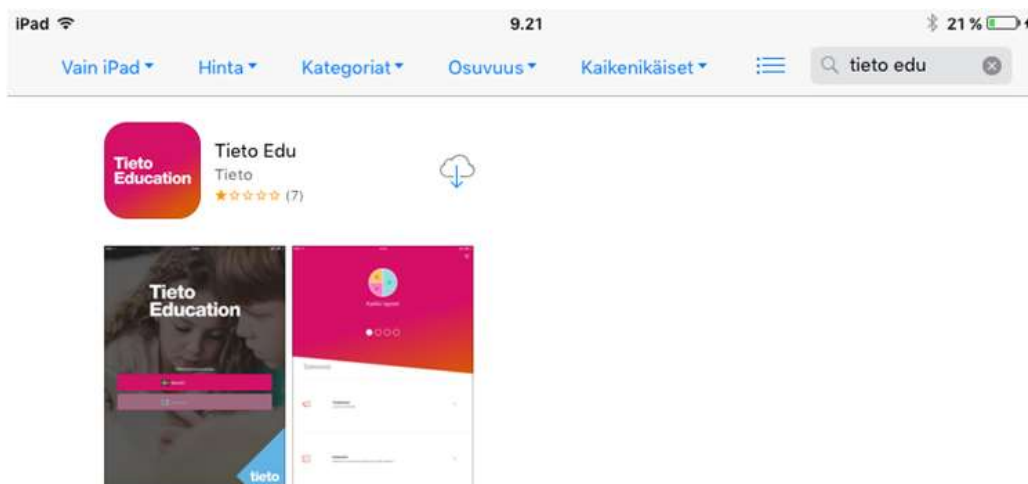 iPad 9.21 21 %
Vain iPad Hinta Kategoriat Osuvuus Kaikenikäiset tieto edu
Tieto Edu
Tieto
(7)
Tieto
Education
Tieto
Education
tieto